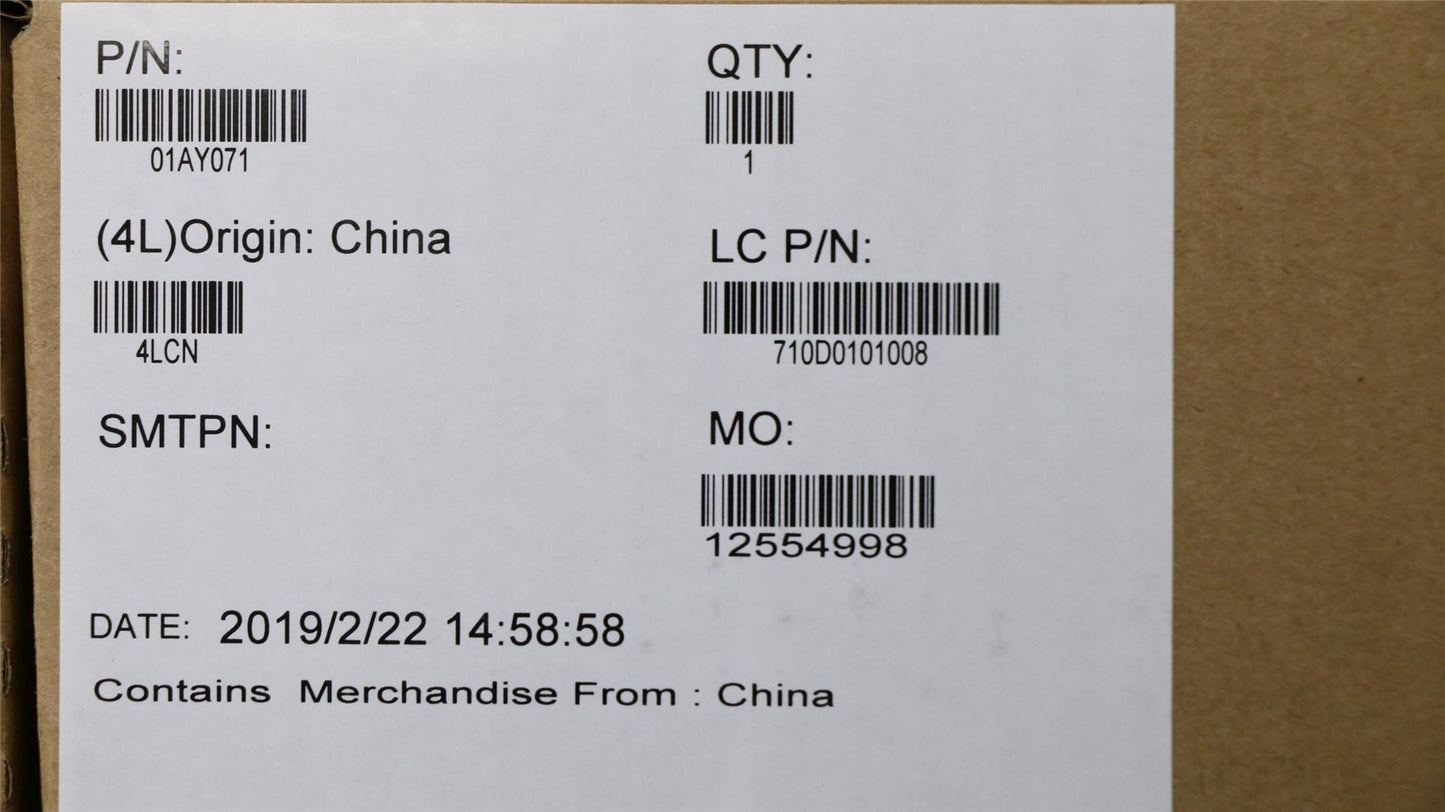 P/N:
01AY071
QTY:
1
(4L)Origin: China
4LCN
LC P/N:
710D0101008
SMTPN:
MO:
12554998
DATE: 2019/2/22 14:58:58
Contains Merchandise From : China